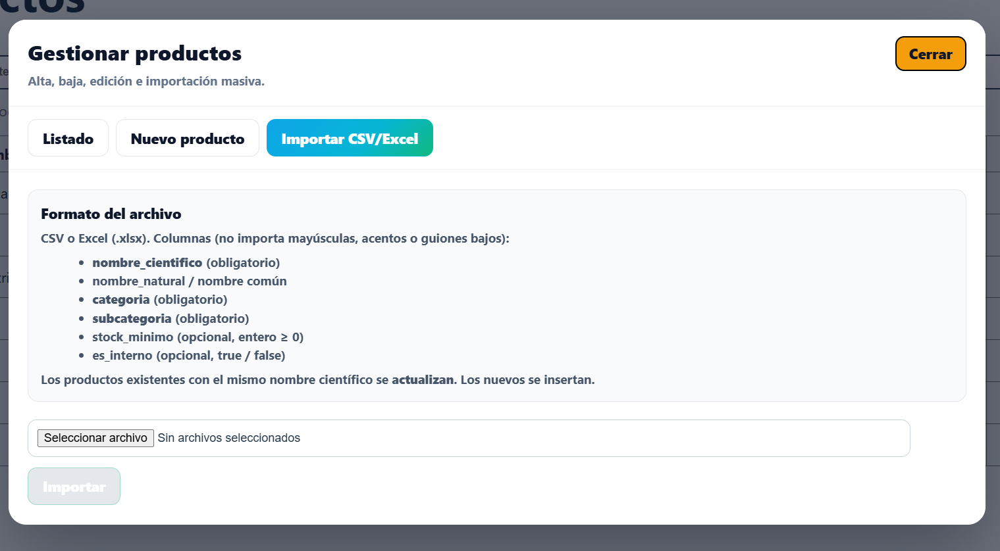 Gestionar productos
Cerrar
Alta, baja, edición e importación masiva.
Listado
Nuevo producto
Importar CSV/Excel
Formato del archivo
CSV o Excel (.xlsx). Columnas (no importa mayúsculas, acentos o guiones bajos):
• nombre_cientifico (obligatorio)
• nombre_natural / nombre común
• categoria (obligatorio)
• subcategoria (obligatorio)
• stock_minimo (opcional, entero ≥ 0)
• es_interno (opcional, true / false)
Los productos existentes con el mismo nombre científico se actualizan. Los nuevos se insertan.
Seleccionar archivo Sin archivos seleccionados
Importar